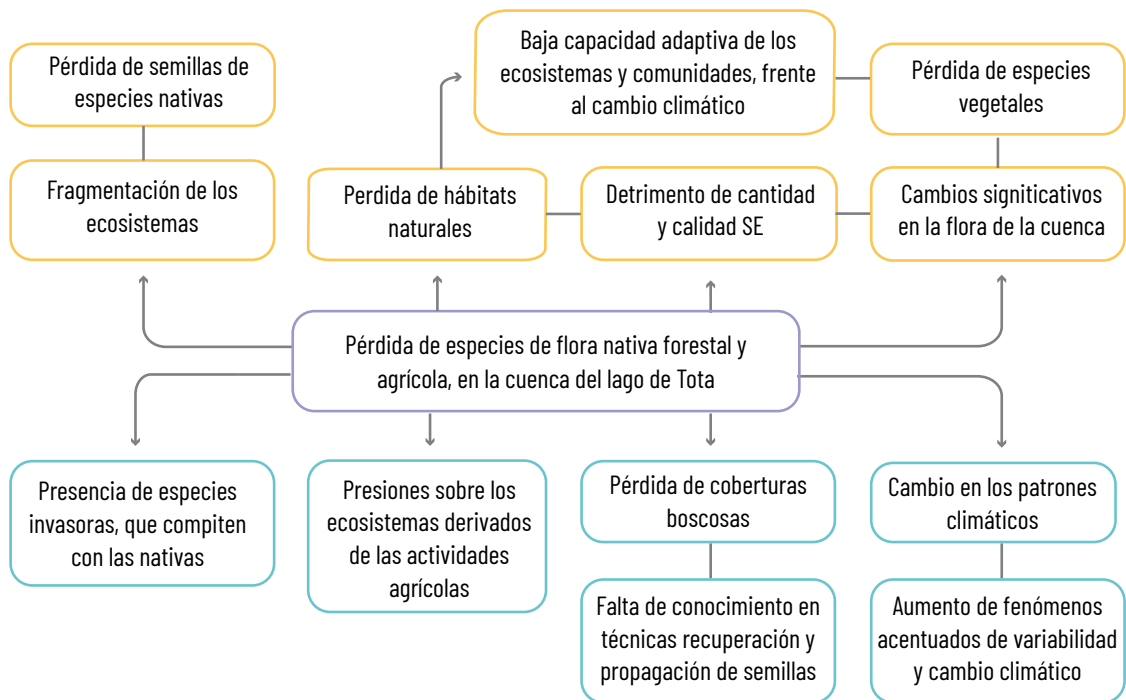 Pérdida de semillas de
especies nativas
Baja capacidad adaptiva de los
ecosistemas y comunidades, frente
al cambio climático
Pérdida de especies
vegetales
Fragmentación de los
ecosistemas
Perdida de hábitats
naturales
Detrimento de cantidad
y calidad SE
Cambios signiticativos
en la flora de la cuenca
Pérdida de especies de flora nativa forestal y
agrícola, en la cuenca del lago de Tota
Presencia de especies
invasoras, que compiten
con las nativas
Presiones sobre los
ecosistemas derivados
de las actividades
agrícolas
Pérdida de coberturas
boscosas
Cambio en los patrones
climáticos
Falta de conocimiento en
técnicas recuperación y
propagación de semillas
Aumento de fenómenos
acentuados de variabilidad
y cambio climático